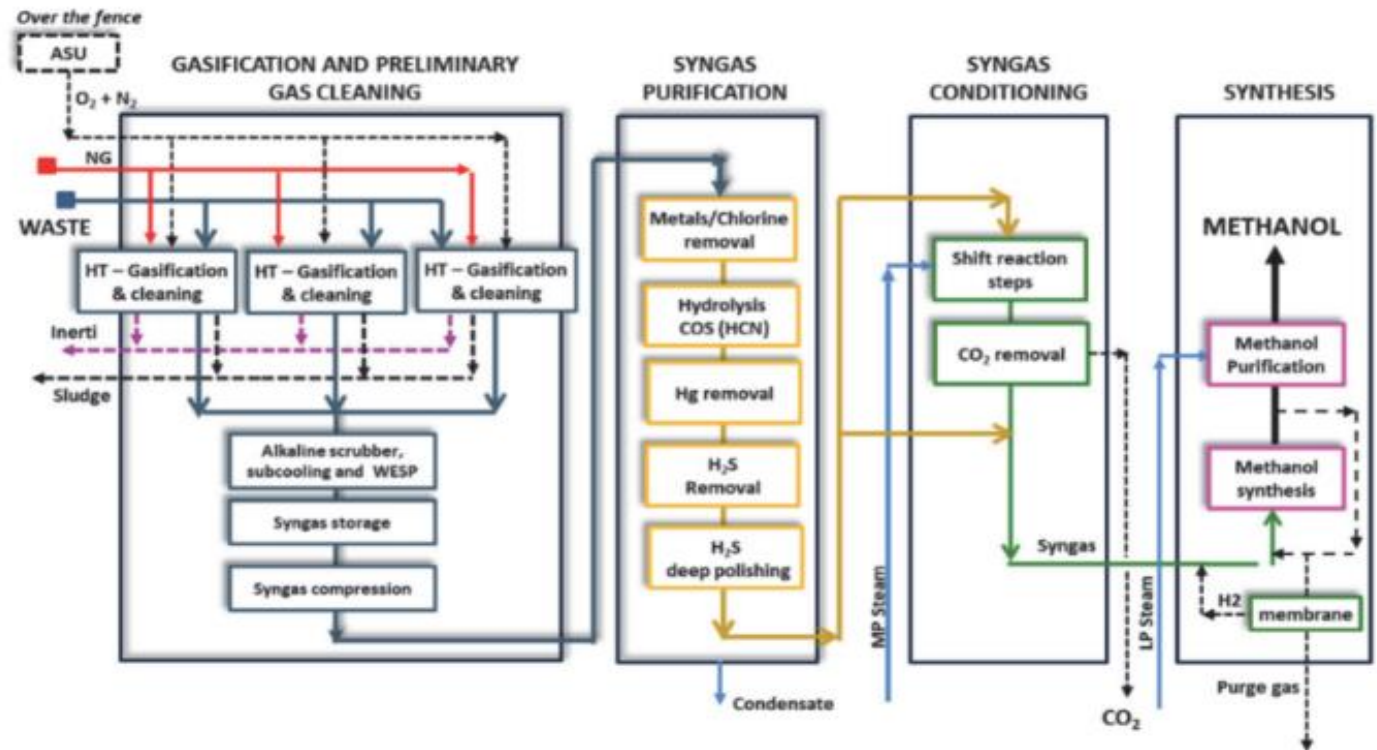 Over the fence
ASU
O₂ + N₂
NG
WASTE
GASIFICATION AND PRELIMINARY
GAS CLEANING
HT – Gasification
& cleaning
HT – Gasification
& cleaning
HT – Gasification
& cleaning
Inerti
Sludge
Alkaline scrubber,
subcooling and WESP
Syngas storage
Syngas compression
SYNGAS
PURIFICATION
Metals/Chlorine
removal
Hydrolysis
COS (HCN)
Hg removal
H₂S
Removal
H₂S
deep polishing
Condensate
SYNGAS
CONDITIONING
MP Steam
Shift reaction
steps
CO₂ removal
Syngas
CO₂
SYNTHESIS
LP Steam
METHANOL
Methanol
Purification
Methanol
synthesis
H2
membrane
Purge gas